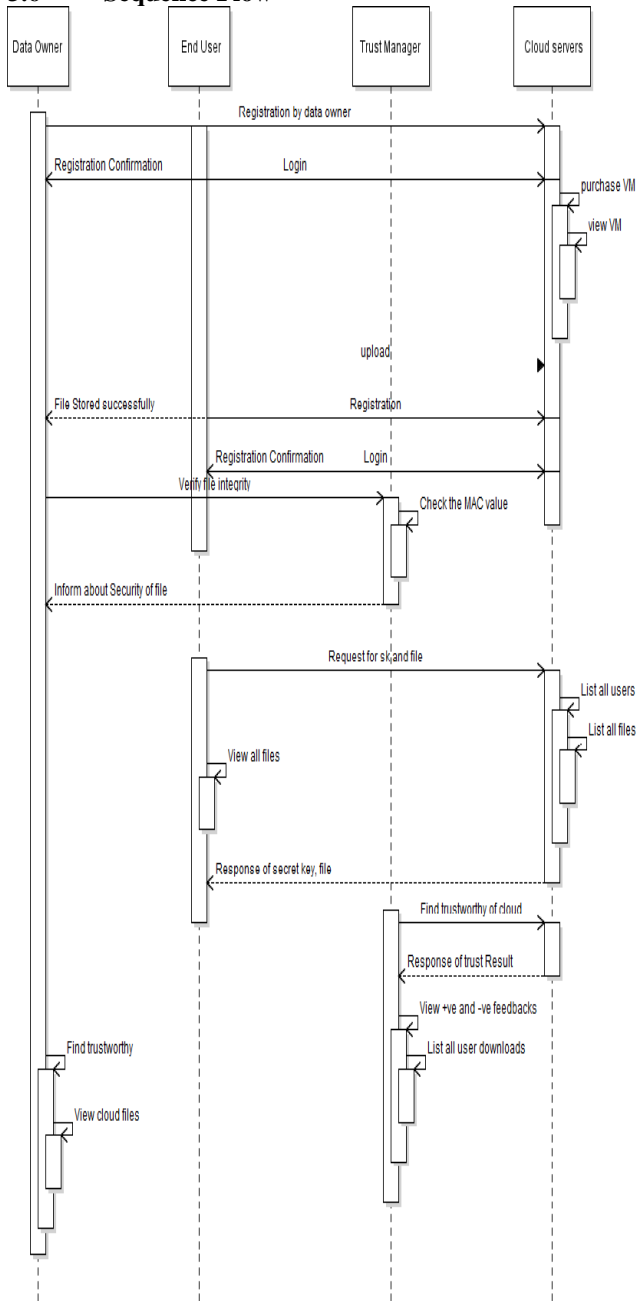 Data Owner End User Trust Manager Cloud servers
Registration by data owner
Registration Confirmation Login
purchase VM
view VM
upload
File Stored successfully Registration
Registration Confirmation Login
Verify file integrity
Check the MAC value
Inform about Security of file
Request for sk and file
List all users
List all files
View all files
Response of secret key, file
Find trustworthy of cloud
Response of trust Result
View +ve and -ve feedbacks
List all user downloads
Find trustworthy
View cloud files